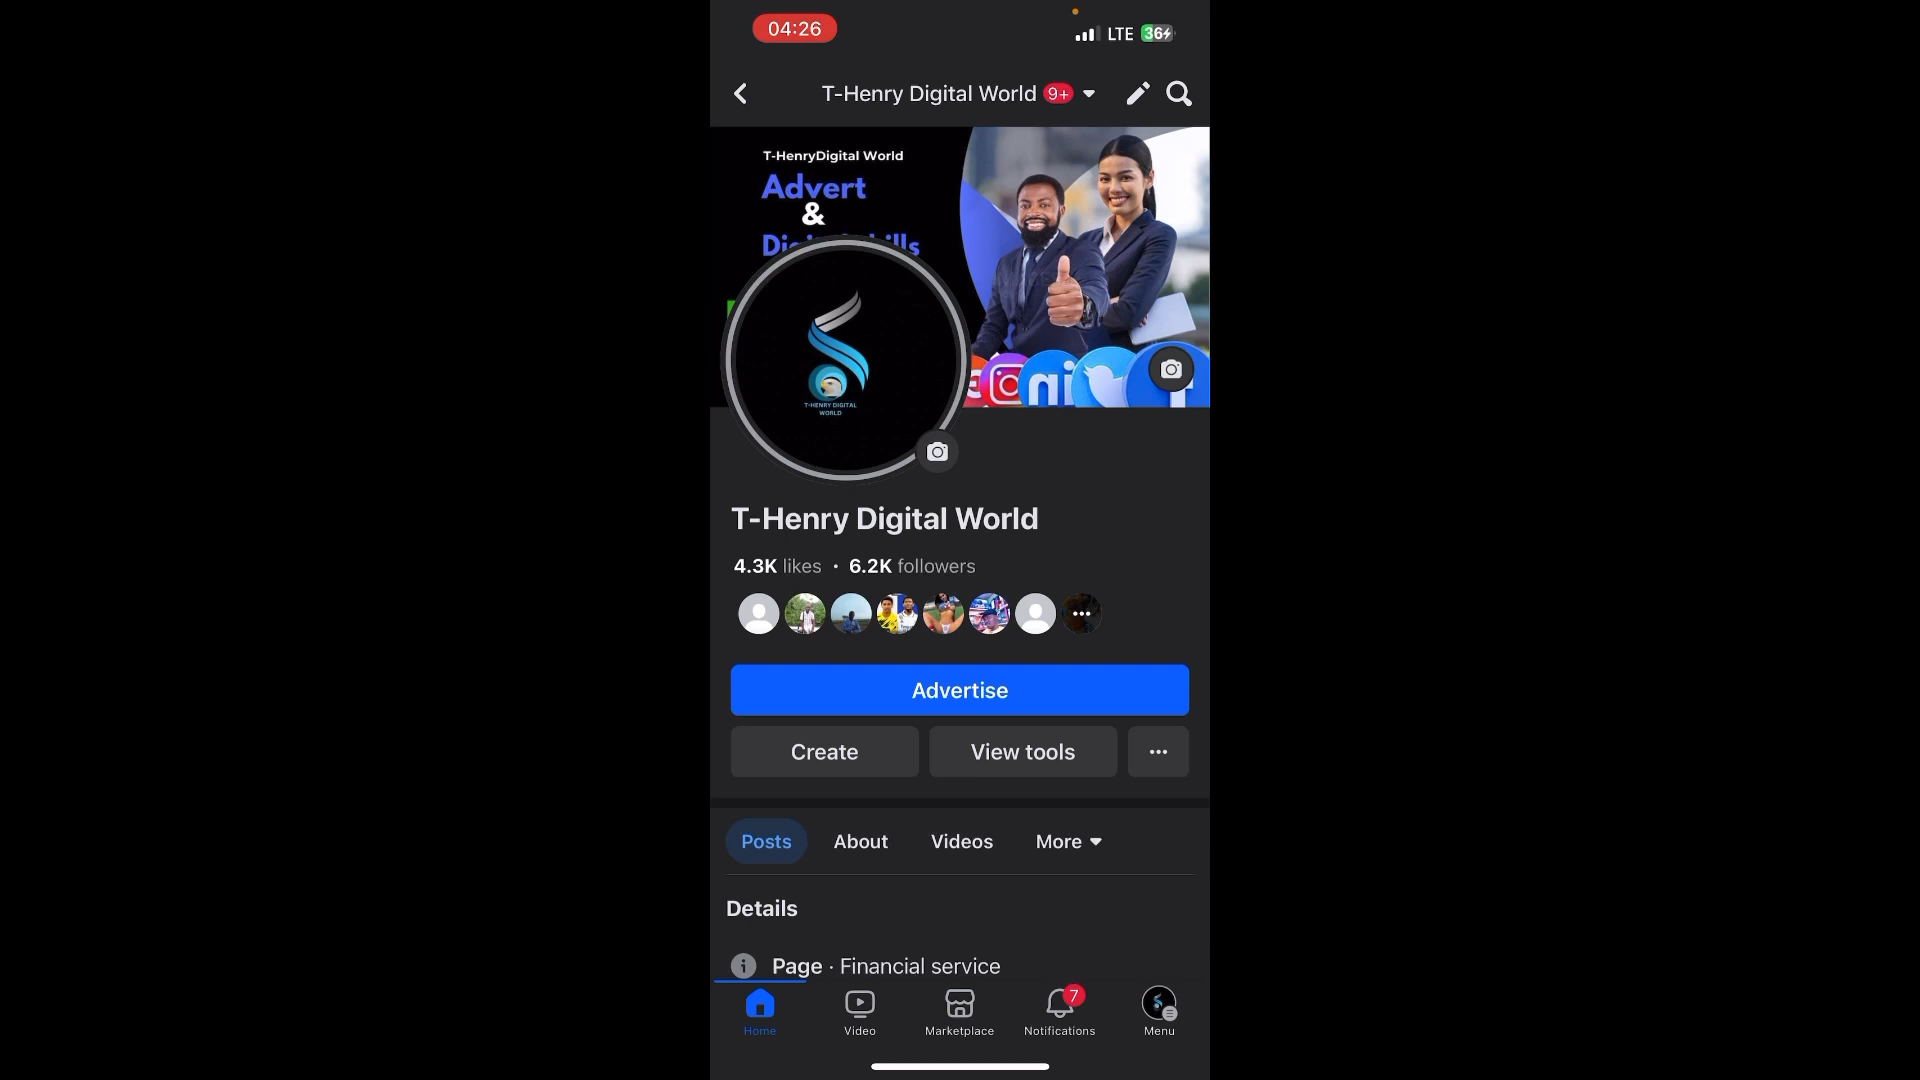 04:26
LTE 36
T-Henry Digital World 9+
T-HenryDigital World
Advert
&
T-HENRY DIGITAL
WORLD
T-Henry Digital World
4.3K likes • 6.2K followers
Advertise
Create View tools
Posts About Videos More
Details
Page · Financial service
7
Home Video Marketplace Notifications Menu